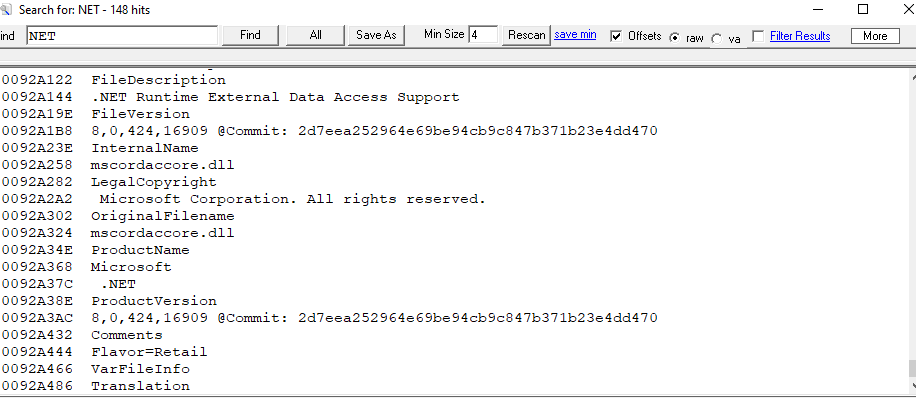 Search for: NET - 148 hits
ind NET Find All Save As Min Size 4 Rescan save min Offsets raw va Filter Results More
0092A122 FileDescription
0092A144 .NET Runtime External Data Access Support
0092A19E FileVersion
0092A1B8 8,0,424,16909 @Commit: 2d7eea252964e69be94cb9c847b371b23e4dd470
0092A23E InternalName
0092A258 mscordaccore.dll
0092A282 LegalCopyright
0092A2A2 Microsoft Corporation. All rights reserved.
0092A302 OriginalFilename
0092A324 mscordaccore.dll
0092A34E ProductName
0092A368 Microsoft
0092A37C .NET
0092A38E ProductVersion
0092A3AC 8,0,424,16909 @Commit: 2d7eea252964e69be94cb9c847b371b23e4dd470
0092A432 Comments
0092A444 Flavor=Retail
0092A466 VarFileInfo
0092A486 Translation